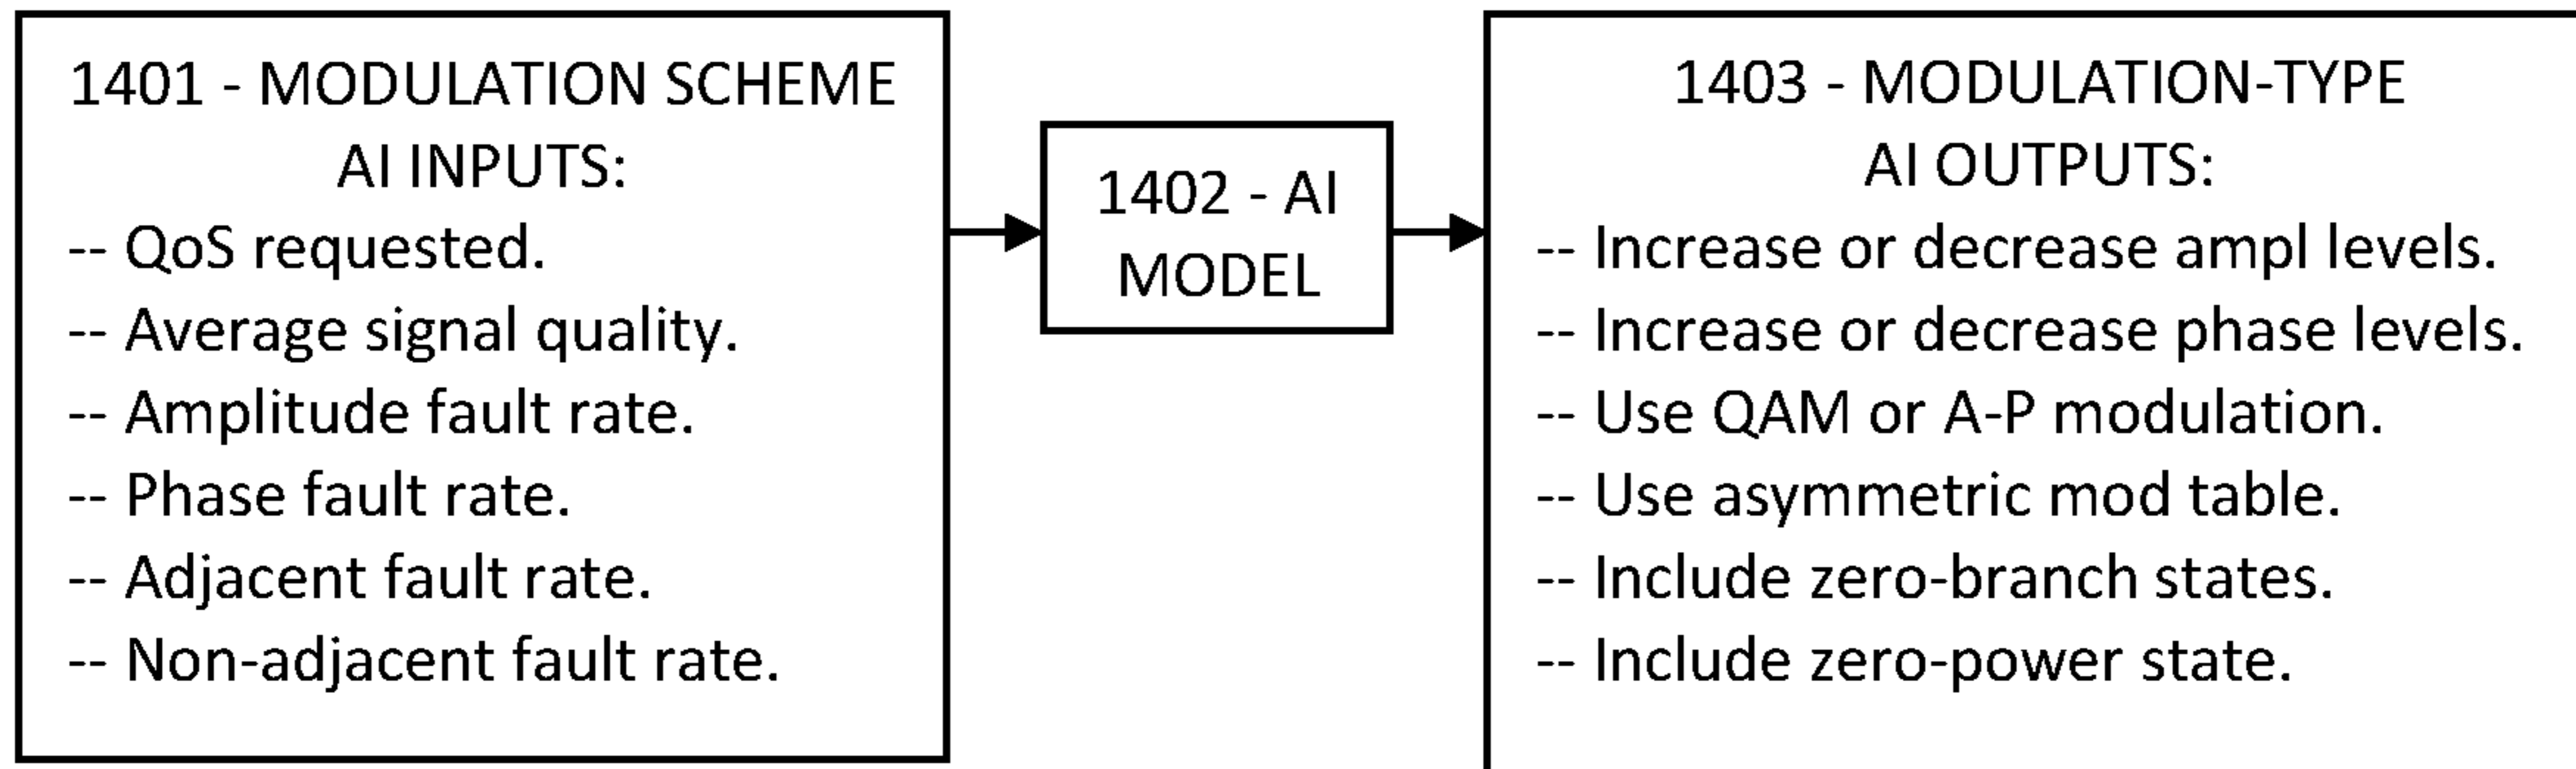 1401 - MODULATION SCHEME
AI INPUTS:
-- QoS requested.
-- Average signal quality.
-- Amplitude fault rate.
-- Phase fault rate.
-- Adjacent fault rate.
-- Non-adjacent fault rate.
1402 - AI
MODEL
1403 - MODULATION-TYPE
AI OUTPUTS:
-- Increase or decrease ampl levels.
-- Increase or decrease phase levels.
-- Use QAM or A-P modulation.
-- Use asymmetric mod table.
-- Include zero-branch states.
-- Include zero-power state.